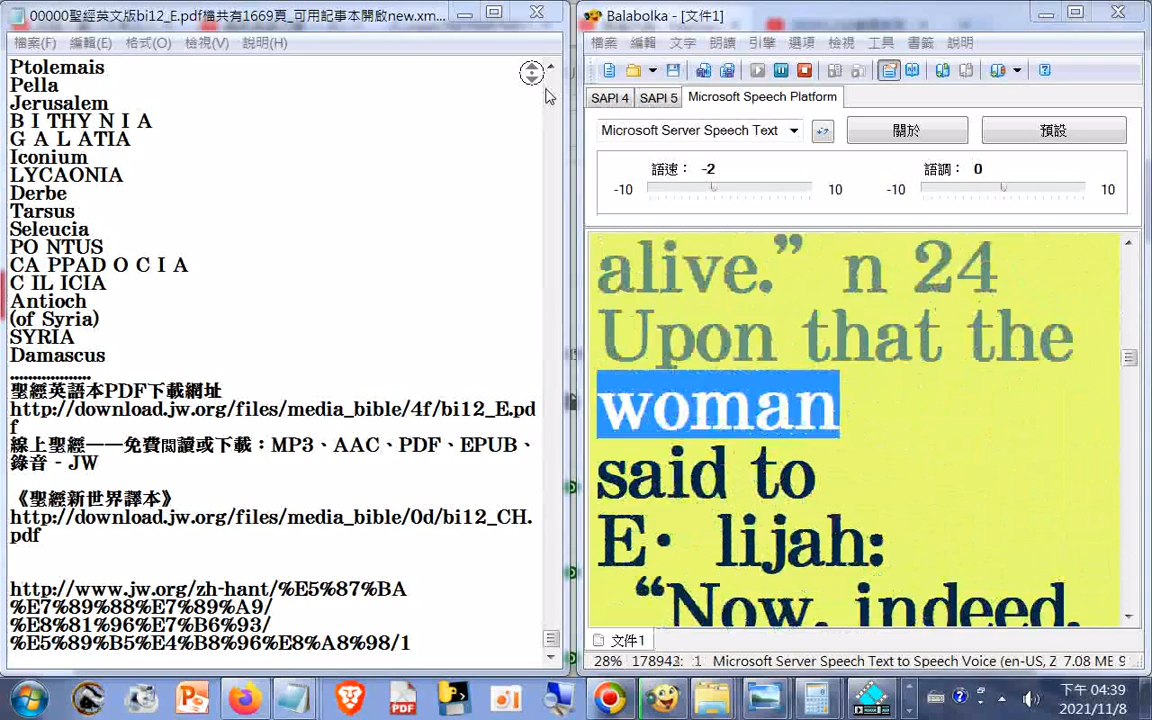 00000聖經英文版bi12_E.pdf檔共有1669頁_可用記事本開啟new.xm...
檔案(F) 編輯(E) 格式(O) 檢視(V) 說明(H)
Ptolemais
Pella
Jerusalem
B I THY N I A
G A L ATIA
Iconium
LYCAONIA
Derbe
Tarsus
Seleucia
PO NTUS
CA PPAD O C I A
C IL ICIA
Antioch
(of Syria)
SYRIA
Damascus
..................
聖經英語本PDF下載網址
http://download.jw.org/files/media_bible/4f/bi12_E.pd
f
線上聖經——免費閱讀或下載：MP3、AAC、PDF、EPUB、
錄音 - JW
《聖經新世界譯本》
http://download.jw.org/files/media_bible/0d/bi12_CH.
pdf
http://www.jw.org/zh-hant/%E5%87%BA
%E7%89%88%E7%89%A9/
%E8%81%96%E7%B6%93/
%E5%89%B5%E4%B8%96%E8%A8%98/1
Balabolka - [文件1]
檔案 編輯 文字 朗讀 引擎 選項 檢視 工具 書籤 說明
SAPI 4 SAPI 5 Microsoft Speech Platform
Microsoft Server Speech Text 關於 預設
語速： -2 語調： 0
-10 10 -10 10
alive.” n 24
Upon that the
woman
said to
E· lijah:
“Now, indeed,
文件1
28% 178942: 1 Microsoft Server Speech Text to Speech Voice (en-US, Z 7.08 MB 9
下午 04:39
2021/11/8